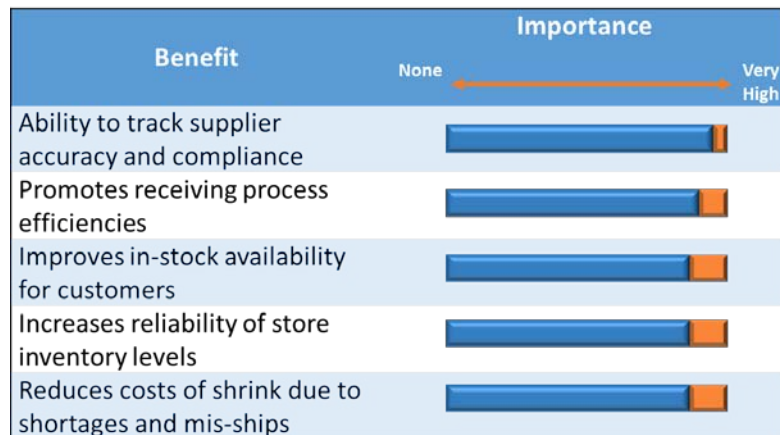 Benefit
Importance
None
Very
High
Ability to track supplier
accuracy and compliance
Promotes receiving process
efficiencies
Improves in-stock availability
for customers
Increases reliability of store
inventory levels
Reduces costs of shrink due to
shortages and mis-ships